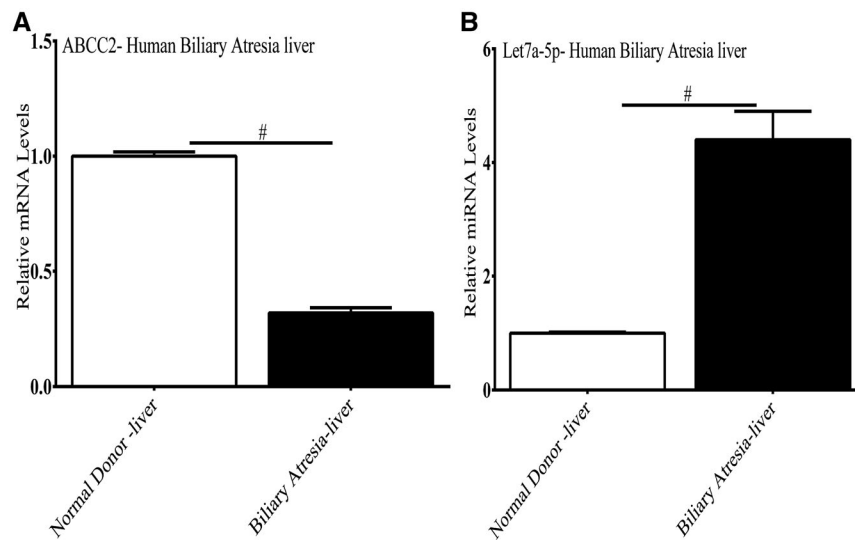 A
ABCC2- Human Biliary Atresia liver
1.5
1.0
0.5
0.0
Relative mRNA Levels
#
Normal Donor -liver
Biliary Atresia-liver
B
Let7a-5p- Human Biliary Atresia liver
6
4
2
0
Relative miRNA Levels
#
Normal Donor-liver
Biliary Atresia-liver